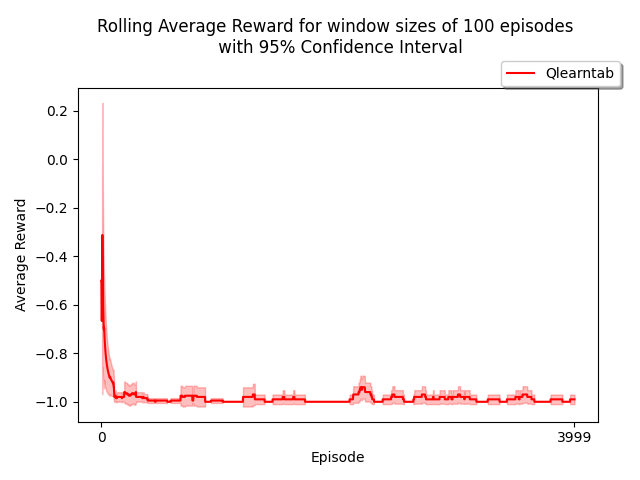 Rolling Average Reward for window sizes of 100 episodes
with 95% Confidence Interval
Qlearntab
0.2
0.0
−0.2
−0.4
−0.6
−0.8
−1.0
Average Reward
0
3999
Episode